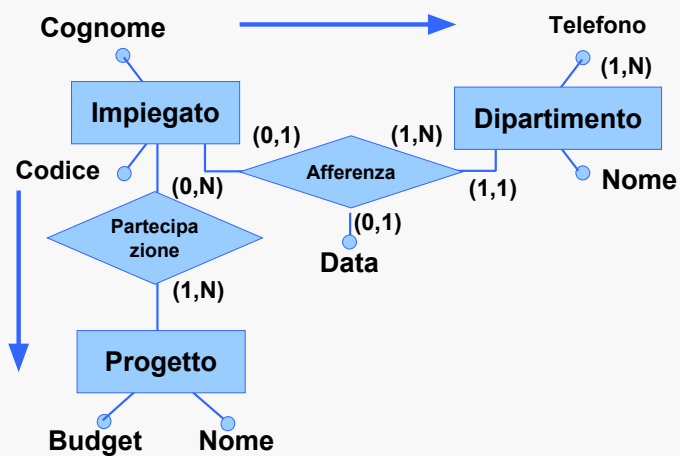 Cognome
Telefono
(1,N)
Impiegato
(0,1)
(1,N)
Dipartimento
Codice
(0,N)
Afferenza
(1,1)
Nome
Partecipa
zione
(0,1)
Data
(1,N)
Progetto
Budget
Nome